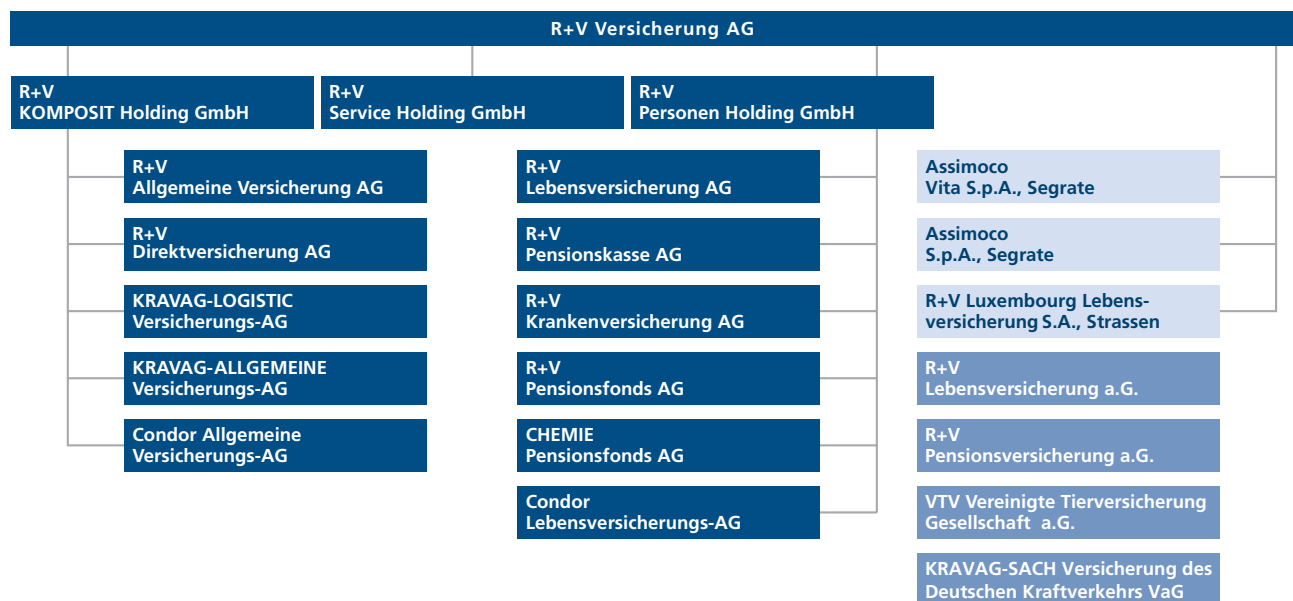 R+V Versicherung AG
R+V
KOMPOSIT Holding GmbH
R+V
Service Holding GmbH
R+V
Personen Holding GmbH
R+V
Allgemeine Versicherung AG
R+V
Direktversicherung AG
KRAVAG-LOGISTIC
Versicherungs-AG
KRAVAG-ALLGEMEINE
Versicherungs-AG
Condor Allgemeine
Versicherungs-AG
R+V
Lebensversicherung AG
R+V
Pensionskasse AG
R+V
Krankenversicherung AG
R+V
Pensionsfonds AG
CHEMIE
Pensionsfonds AG
Condor
Lebensversicherungs-AG
Assimoco
Vita S.p.A., Segrate
Assimoco
S.p.A., Segrate
R+V Luxembourg Lebens-
versicherung S.A., Strassen
R+V
Lebensversicherung a.G.
R+V
Pensionsversicherung a.G.
VTV Vereinigte Tierversicherung
Gesellschaft a.G.
KRAVAG-SACH Versicherung des
Deutschen Kraftverkehrs VaG